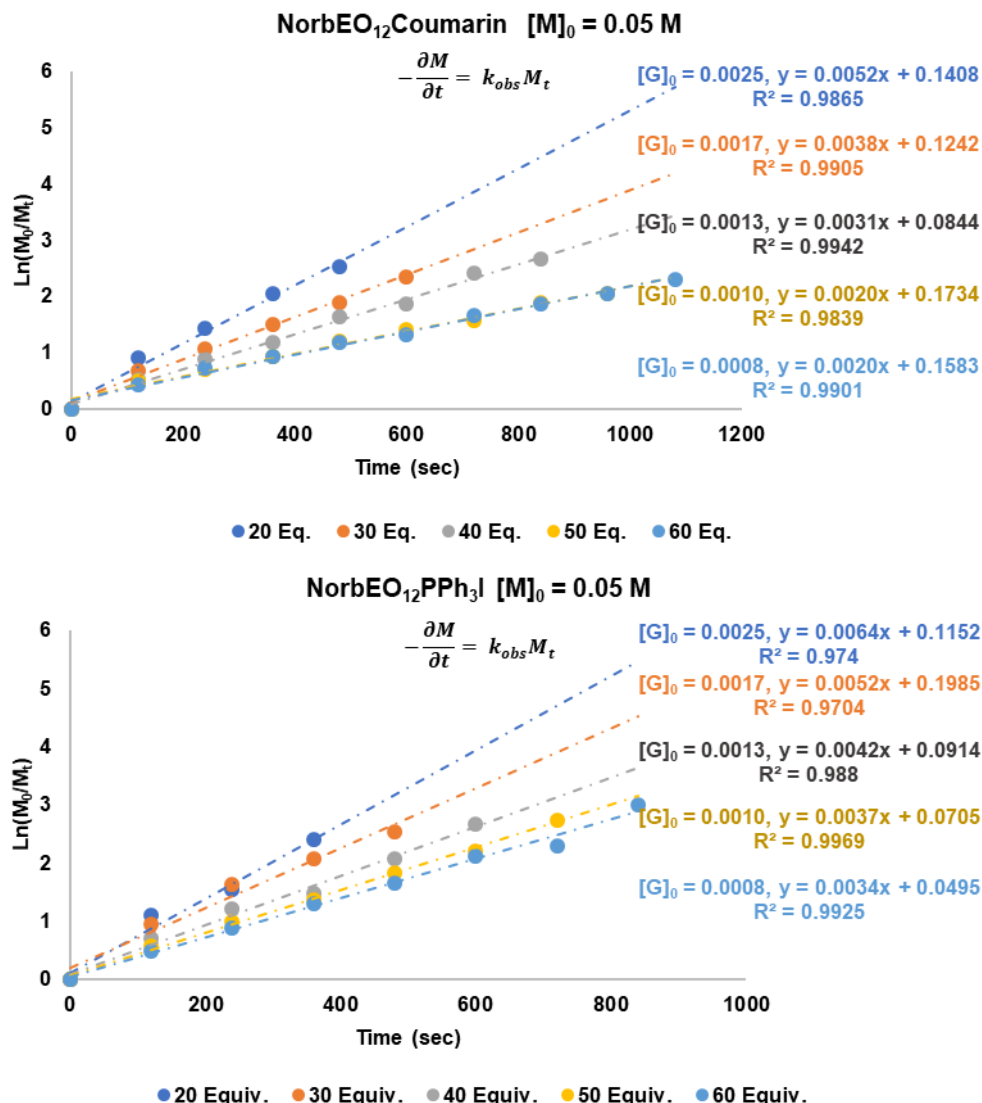 NorbEO₁₂Coumarin [M]₀ = 0.05 M
−∂M/∂t = k_obs M_t
[G]₀ = 0.0025, y = 0.0052x + 0.1408
R² = 0.9865
[G]₀ = 0.0017, y = 0.0038x + 0.1242
R² = 0.9905
[G]₀ = 0.0013, y = 0.0031x + 0.0844
R² = 0.9942
[G]₀ = 0.0010, y = 0.0020x + 0.1734
R² = 0.9839
[G]₀ = 0.0008, y = 0.0020x + 0.1583
R² = 0.9901
Ln(M₀/Mₜ)
6
5
4
3
2
1
0
0 200 400 600 800 1000 1200
Time (sec)
20 Eq. 30 Eq. 40 Eq. 50 Eq. 60 Eq.
NorbEO₁₂PPh₃I [M]₀ = 0.05 M
−∂M/∂t = k_obs M_t
[G]₀ = 0.0025, y = 0.0064x + 0.1152
R² = 0.974
[G]₀ = 0.0017, y = 0.0052x + 0.1985
R² = 0.9704
[G]₀ = 0.0013, y = 0.0042x + 0.0914
R² = 0.988
[G]₀ = 0.0010, y = 0.0037x + 0.0705
R² = 0.9969
[G]₀ = 0.0008, y = 0.0034x + 0.0495
R² = 0.9925
Ln(M₀/Mₜ)
6
5
4
3
2
1
0
0 200 400 600 800 1000
Time (sec)
20 Equiv. 30 Equiv. 40 Equiv. 50 Equiv. 60 Equiv.